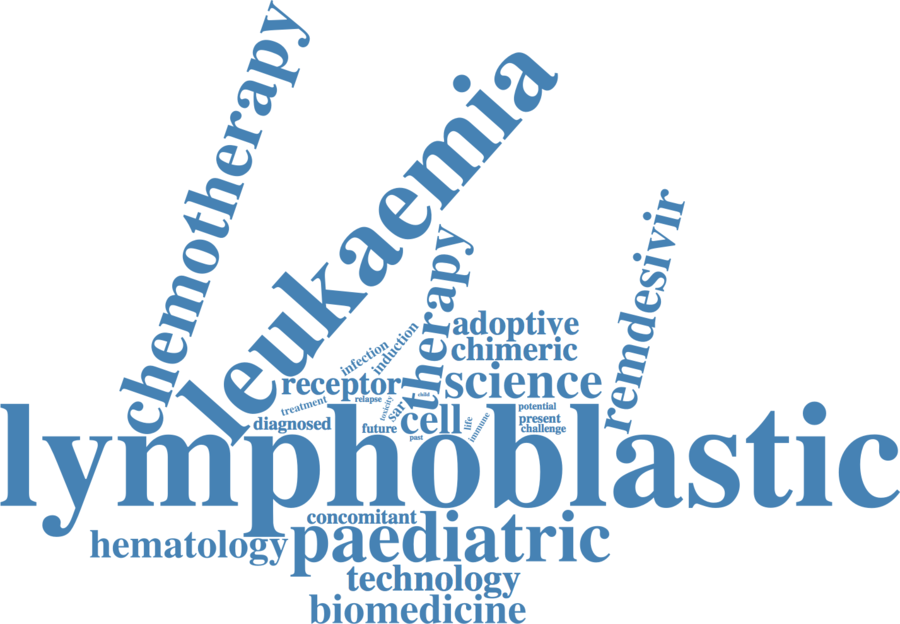 chemotherapy
leukaemia
therapy
remdesivir
adoptive
chimeric
infection
induction
receptor
science
relapse
child
treatment
toxicity
sars
cell
diagnosed
future
past
life
immune
potential
present
challenge
lymphoblastic
concomitant
hematology
paediatric
technology
biomedicine